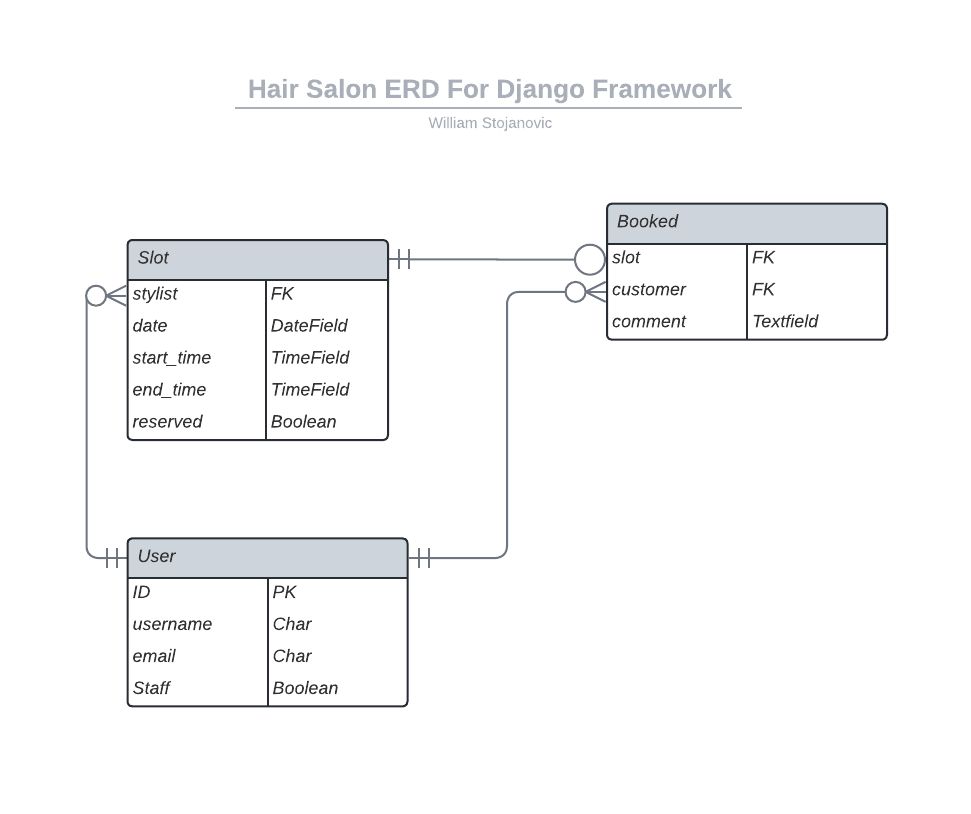 Hair Salon ERD For Django Framework
William Stojanovic
Slot
stylist FK
date DateField
start_time TimeField
end_time TimeField
reserved Boolean
Booked
slot FK
customer FK
comment Textfield
User
ID PK
username Char
email Char
Staff Boolean